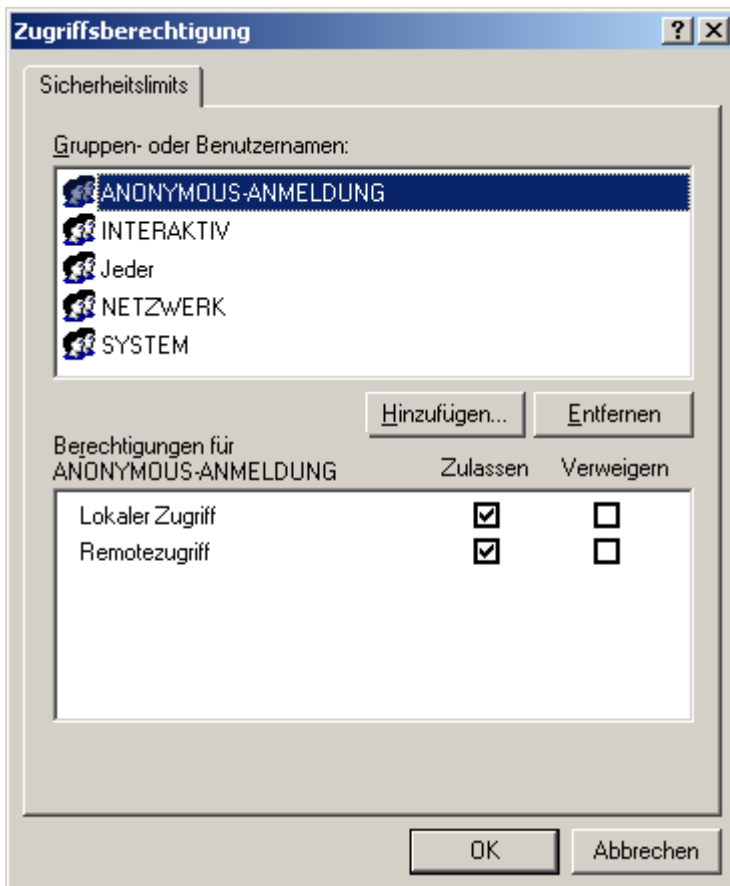 Zugriffsberechtigung
Sicherheitslimits
Gruppen- oder Benutzernamen:
ANONYMOUS-ANMELDUNG
INTERAKTIV
Jeder
NETZWERK
SYSTEM
Hinzufügen... Entfernen
Berechtigungen für
ANONYMOUS-ANMELDUNG Zulassen Verweigern
Lokaler Zugriff
Remotezugriff
OK Abbrechen